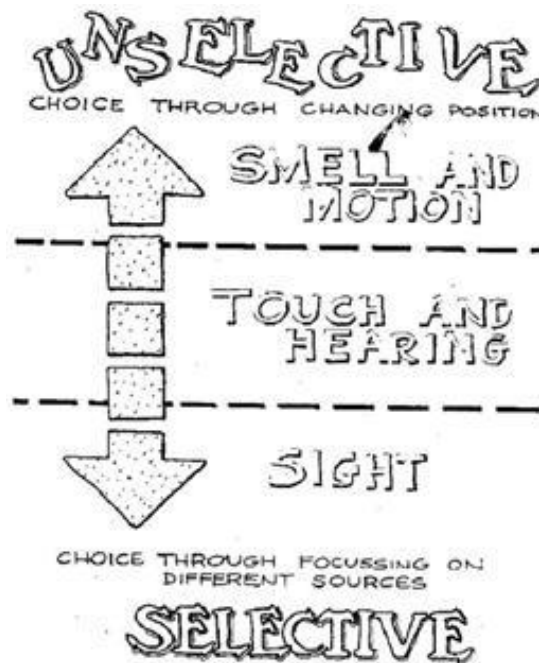 UNSELECTIVE
CHOICE THROUGH CHANGING POSITION
SMELL AND
MOTION
TOUCH AND
HEARING
SIGHT
CHOICE THROUGH FOCUSSING ON
DIFFERENT SOURCES
SELECTIVE